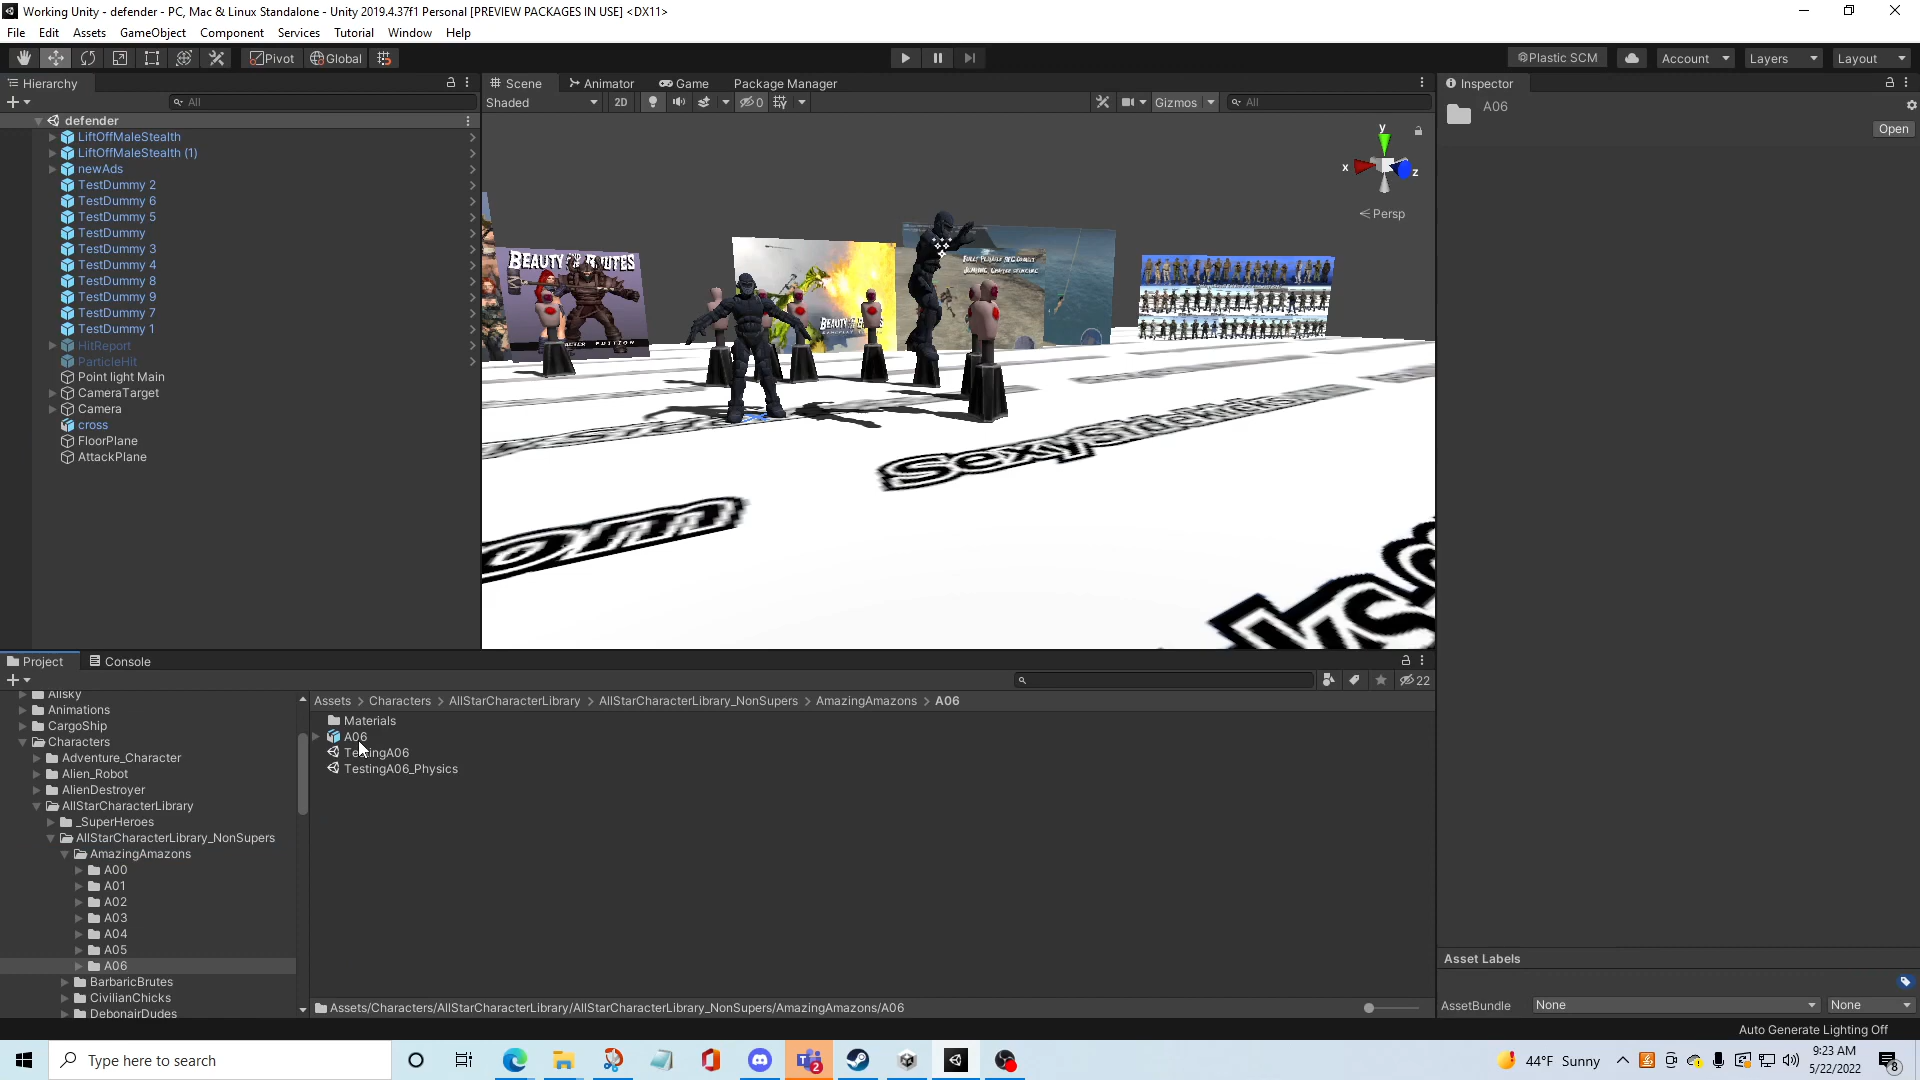 Working Unity - defender - PC, Mac & Linux Standalone - Unity 2019.4.37f1 Personal [PREVIEW PACKAGES IN USE] <DX11>
File Edit Assets GameObject Component Services Tutorial Window Help
Pivot Global Plastic SCM Account Layers Layout
Hierarchy
All
defender
LiftOffMaleStealth
LiftOffMaleStealth (1)
newAds
TestDummy 2
TestDummy 6
TestDummy 5
TestDummy
TestDummy 3
TestDummy 4
TestDummy 8
TestDummy 9
TestDummy 7
TestDummy 1
HitReport
ParticleHit
Point light Main
CameraTarget
Camera
cross
FloorPlane
AttackPlane
Scene Animator Game Package Manager
Shaded 2D 0 Gizmos All
y
x
z
Persp
SexySidekicks
Inspector
A06
Open
Project Console
22
AllSky
Animations
CargoShip
Characters
Adventure_Character
Alien_Robot
AlienDestroyer
AllStarCharacterLibrary
_SuperHeroes
AllStarCharacterLibrary_NonSupers
AmazingAmazons
A00
A01
A02
A03
A04
A05
A06
BarbaricBrutes
CivilianChicks
DebonairDudes
Assets > Characters > AllStarCharacterLibrary > AllStarCharacterLibrary_NonSupers > AmazingAmazons > A06
Materials
A06
TestingA06
TestingA06_Physics
Assets/Characters/AllStarCharacterLibrary/AllStarCharacterLibrary_NonSupers/AmazingAmazons/A06
Asset Labels
AssetBundle None None
Auto Generate Lighting Off
Type here to search
2
44°F Sunny
9:23 AM
5/22/2022
8